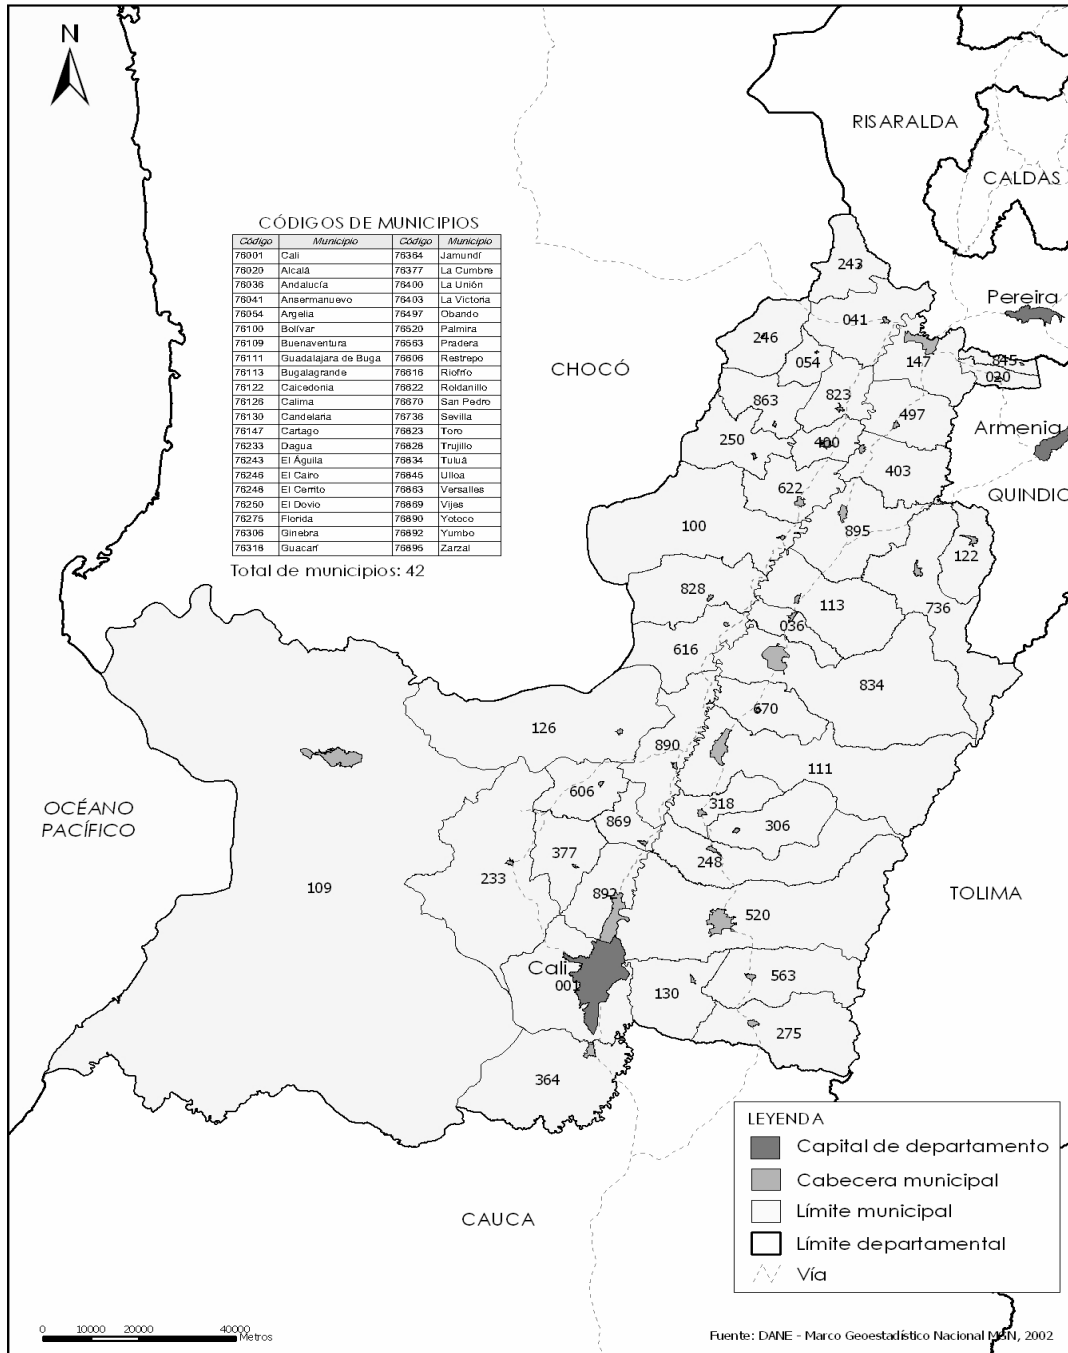 N
RISARALDA
CALDAS
CÓDIGOS DE MUNICIPIOS
Código Municipio Código Municipio
76001 Cali 76364 Jamundí
76020 Alcalá 76377 La Cumbre
76036 Andalucía 76400 La Unión
76041 Ansermanuevo 76403 La Victoria
76054 Argelia 76497 Obando
76100 Bolívar 76520 Palmira
76109 Buenaventura 76563 Pradera
76111 Guadalajara de Buga 76606 Restrepo
76113 Bugalagrande 76616 Riofrío
76122 Caicedonia 76622 Roldanillo
76126 Calima 76670 San Pedro
76130 Candelaria 76736 Sevilla
76147 Cartago 76823 Toro
76233 Dagua 76828 Trujillo
76243 El Águila 76834 Tuluá
76246 El Cairo 76845 Ulloa
76248 El Cerrito 76863 Versalles
76250 El Dovio 76869 Vijes
76275 Florida 76890 Yotoco
76306 Ginebra 76892 Yumbo
76318 Guacarí 76895 Zarzal
Total de municipios: 42
243
Pereira
041
246
054
147
845
020
CHOCÓ
863
823
497
Armenia
250
400
403
QUINDIO
622
100
895
122
828
113
736
036
616
834
670
126
890
111
606
318
OCÉANO
PACÍFICO
869
306
377
248
109
233
892
TOLIMA
520
Cali
001
130
563
275
364
LEYENDA
Capital de departamento
Cabecera municipal
Límite municipal
Límite departamental
Vía
CAUCA
0 10000 20000 40000
Metros
Fuente: DANE - Marco Geoestadístico Nacional MGN, 2002